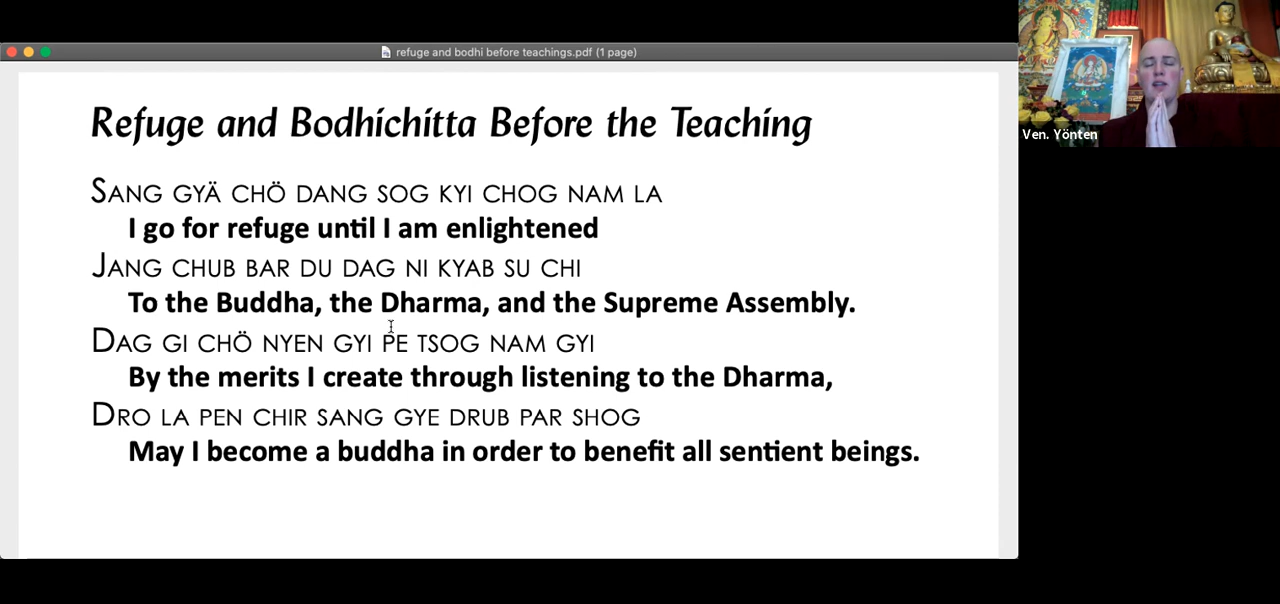 refuge and bodhi before teachings.pdf (1 page)
Refuge and Bodhichitta Before the Teaching
SANG GYÄ CHÖ DANG SOG KYI CHOG NAM LA
I go for refuge until I am enlightened
JANG CHUB BAR DU DAG NI KYAB SU CHI
To the Buddha, the Dharma, and the Supreme Assembly.
DAG GI CHÖ NYEN GYI PE TSOG NAM GYI
By the merits I create through listening to the Dharma,
DRO LA PEN CHIR SANG GYE DRUB PAR SHOG
May I become a buddha in order to benefit all sentient beings.
Ven. Yönten